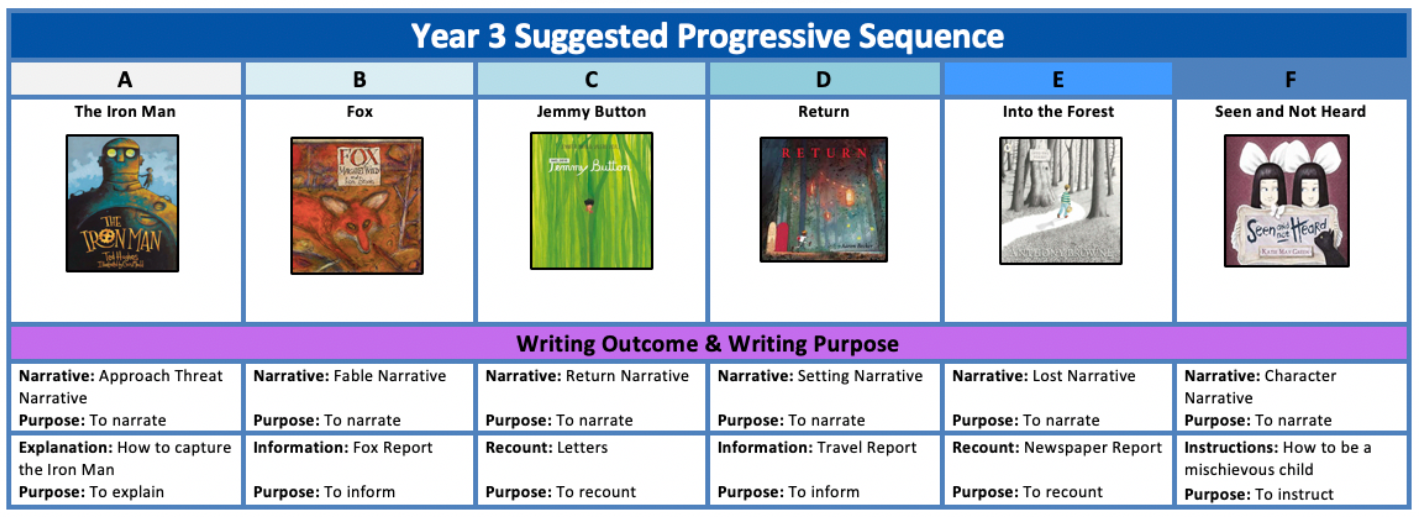 Year 3 Suggested Progressive Sequence
A B C D E F
The Iron Man Fox Jemmy Button Return Into the Forest Seen and Not Heard
THE
IRON MAN
Ted Hughes
FOX
MARGARET WILD
Jemmy Button
RETURN
Aaron Becker
ANTHONY BROWNE
Seen and not Heard
KATIE MAY GREEN
Writing Outcome & Writing Purpose
Narrative: Approach Threat
Narrative
Purpose: To narrate
Narrative: Fable Narrative
Purpose: To narrate
Narrative: Return Narrative
Purpose: To narrate
Narrative: Setting Narrative
Purpose: To narrate
Narrative: Lost Narrative
Purpose: To narrate
Narrative: Character
Narrative
Purpose: To narrate
Explanation: How to capture
the Iron Man
Purpose: To explain
Information: Fox Report
Purpose: To inform
Recount: Letters
Purpose: To recount
Information: Travel Report
Purpose: To inform
Recount: Newspaper Report
Purpose: To recount
Instructions: How to be a
mischievous child
Purpose: To instruct